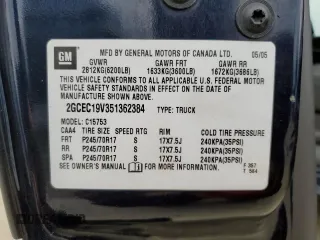 GM
MFD BY GENERAL MOTORS OF CANADA LTD. 05/05
GVWR GAWR FRT GAWR RR
2812KG(6200LB) 1633KG(3600LB) 1672KG(3686LB)
THIS VEHICLE CONFORMS TO ALL APPLICABLE U.S. FEDERAL MOTOR
VEHICLE SAFETY STANDARDS IN EFFECT ON THE DATE OF
MANUFACTURE SHOWN ABOVE.
2GCEC19V351362384 TYPE: TRUCK
MODEL: C15753
CAA4 TIRE SIZE SPEED RTG RIM COLD TIRE PRESSURE
FRT P245/70R17 S 17X7.5J 240KPA(35PSI)
RR P245/70R17 S 17X7.5J 240KPA(35PSI)
SPA P245/70R17 S 17X7.5J 240KPA(35PSI)
SEE OWNER'S MANUAL FOR ADDITIONAL INFORMATION